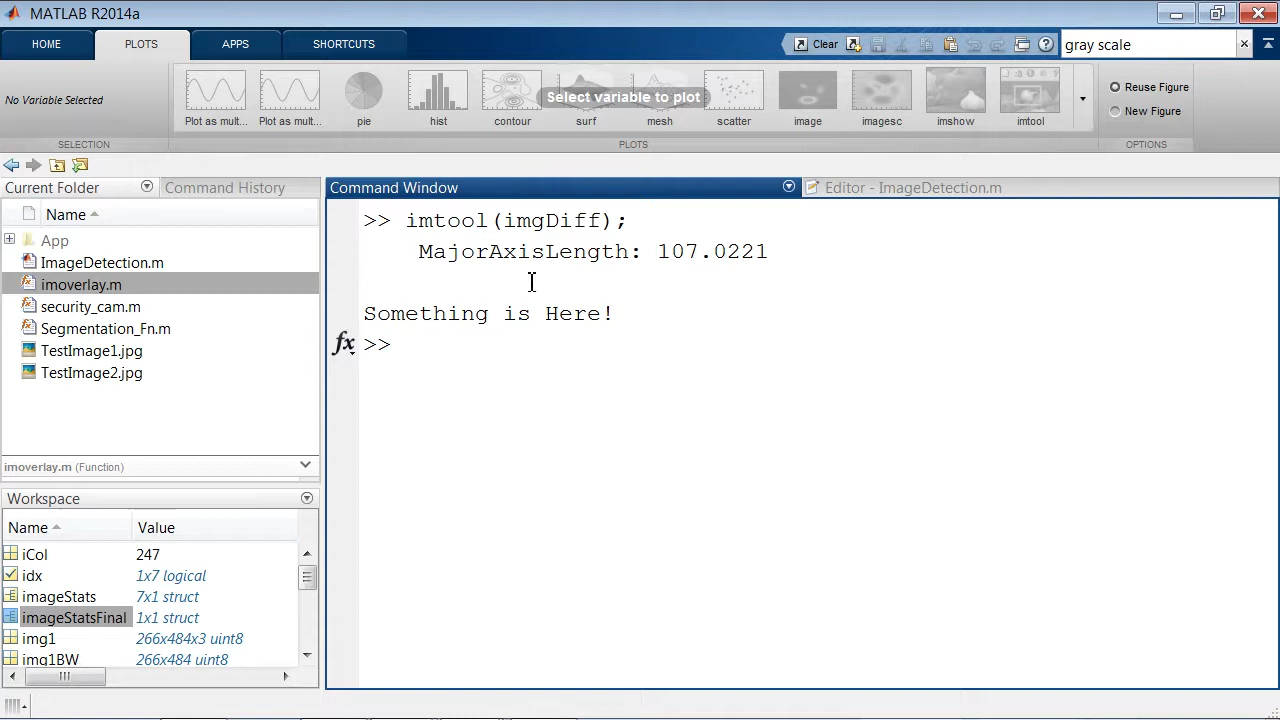 MATLAB R2014a
HOME PLOTS APPS SHORTCUTS Clear gray scale
No Variable Selected
Plot as mult... Plot as mult... pie hist contour surf mesh scatter image imagesc imshow imtool
Select variable to plot
Reuse Figure
New Figure
SELECTION PLOTS OPTIONS
Current Folder Command History Command Window Editor - ImageDetection.m
Name
App
ImageDetection.m
imoverlay.m
security_cam.m
Segmentation_Fn.m
TestImage1.jpg
TestImage2.jpg
imoverlay.m (Function)
Workspace
Name Value
iCol 247
idx 1x7 logical
imageStats 7x1 struct
imageStatsFinal 1x1 struct
img1 266x484x3 uint8
img1BW 266x484 uint8
>> imtool(imgDiff);
MajorAxisLength: 107.0221
Something is Here!
fx >>